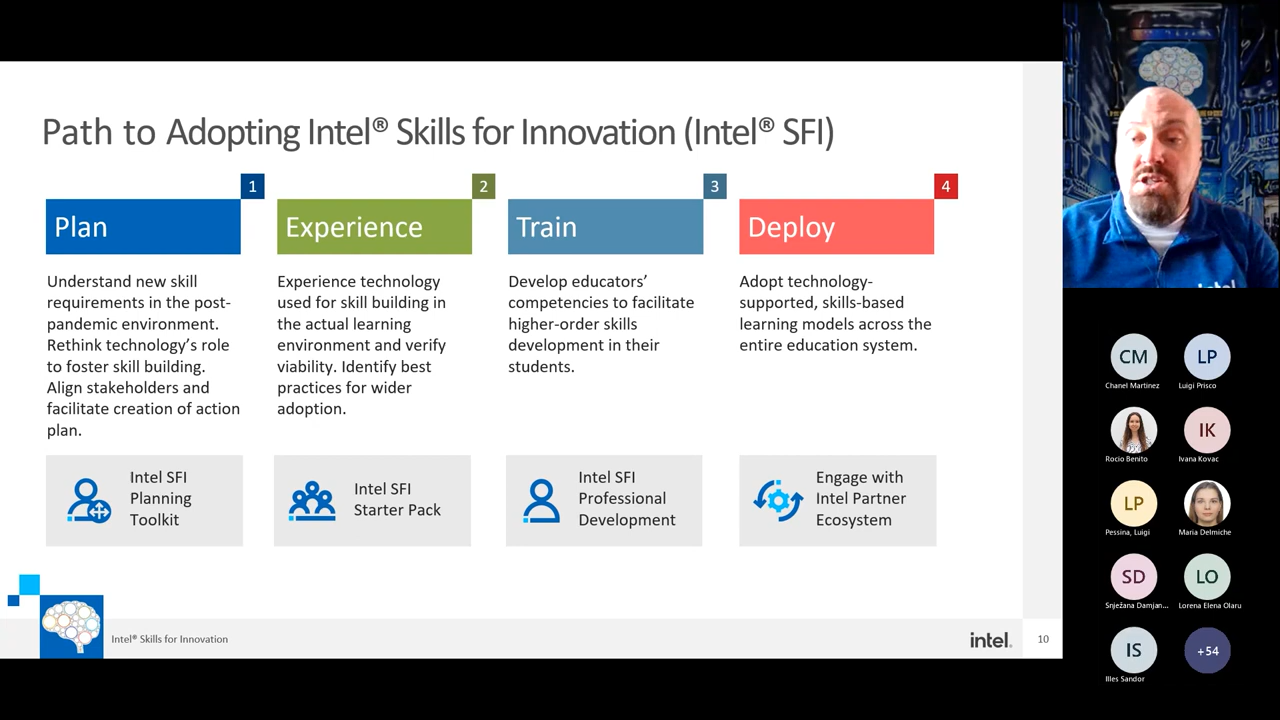 Path to Adopting Intel® Skills for Innovation (Intel® SFI)
1
Plan
Understand new skill
requirements in the post-
pandemic environment.
Rethink technology's role
to foster skill building.
Align stakeholders and
facilitate creation of action
plan.
Intel SFI
Planning
Toolkit
2
Experience
Experience technology
used for skill building in
the actual learning
environment and verify
viability. Identify best
practices for wider
adoption.
Intel SFI
Starter Pack
3
Train
Develop educators'
competencies to facilitate
higher-order skills
development in their
students.
Intel SFI
Professional
Development
4
Deploy
Adopt technology-
supported, skills-based
learning models across the
entire education system.
Engage with
Intel Partner
Ecosystem
Intel® Skills for Innovation
intel.
10
intel
CM
Chanel Martinez
LP
Luigi Prisco
Rocio Benito
IK
Ivana Kovac
LP
Pessina, Luigi
Maria Delmiche
SD
Snježana Damjan...
LO
Lorena Elena Olaru
IS
Illes Sandor
+54